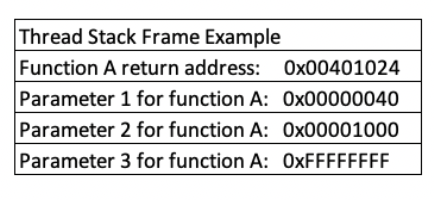 Thread Stack Frame Example
Function A return address: 0x00401024
Parameter 1 for function A: 0x00000040
Parameter 2 for function A: 0x00001000
Parameter 3 for function A: 0xFFFFFFFF